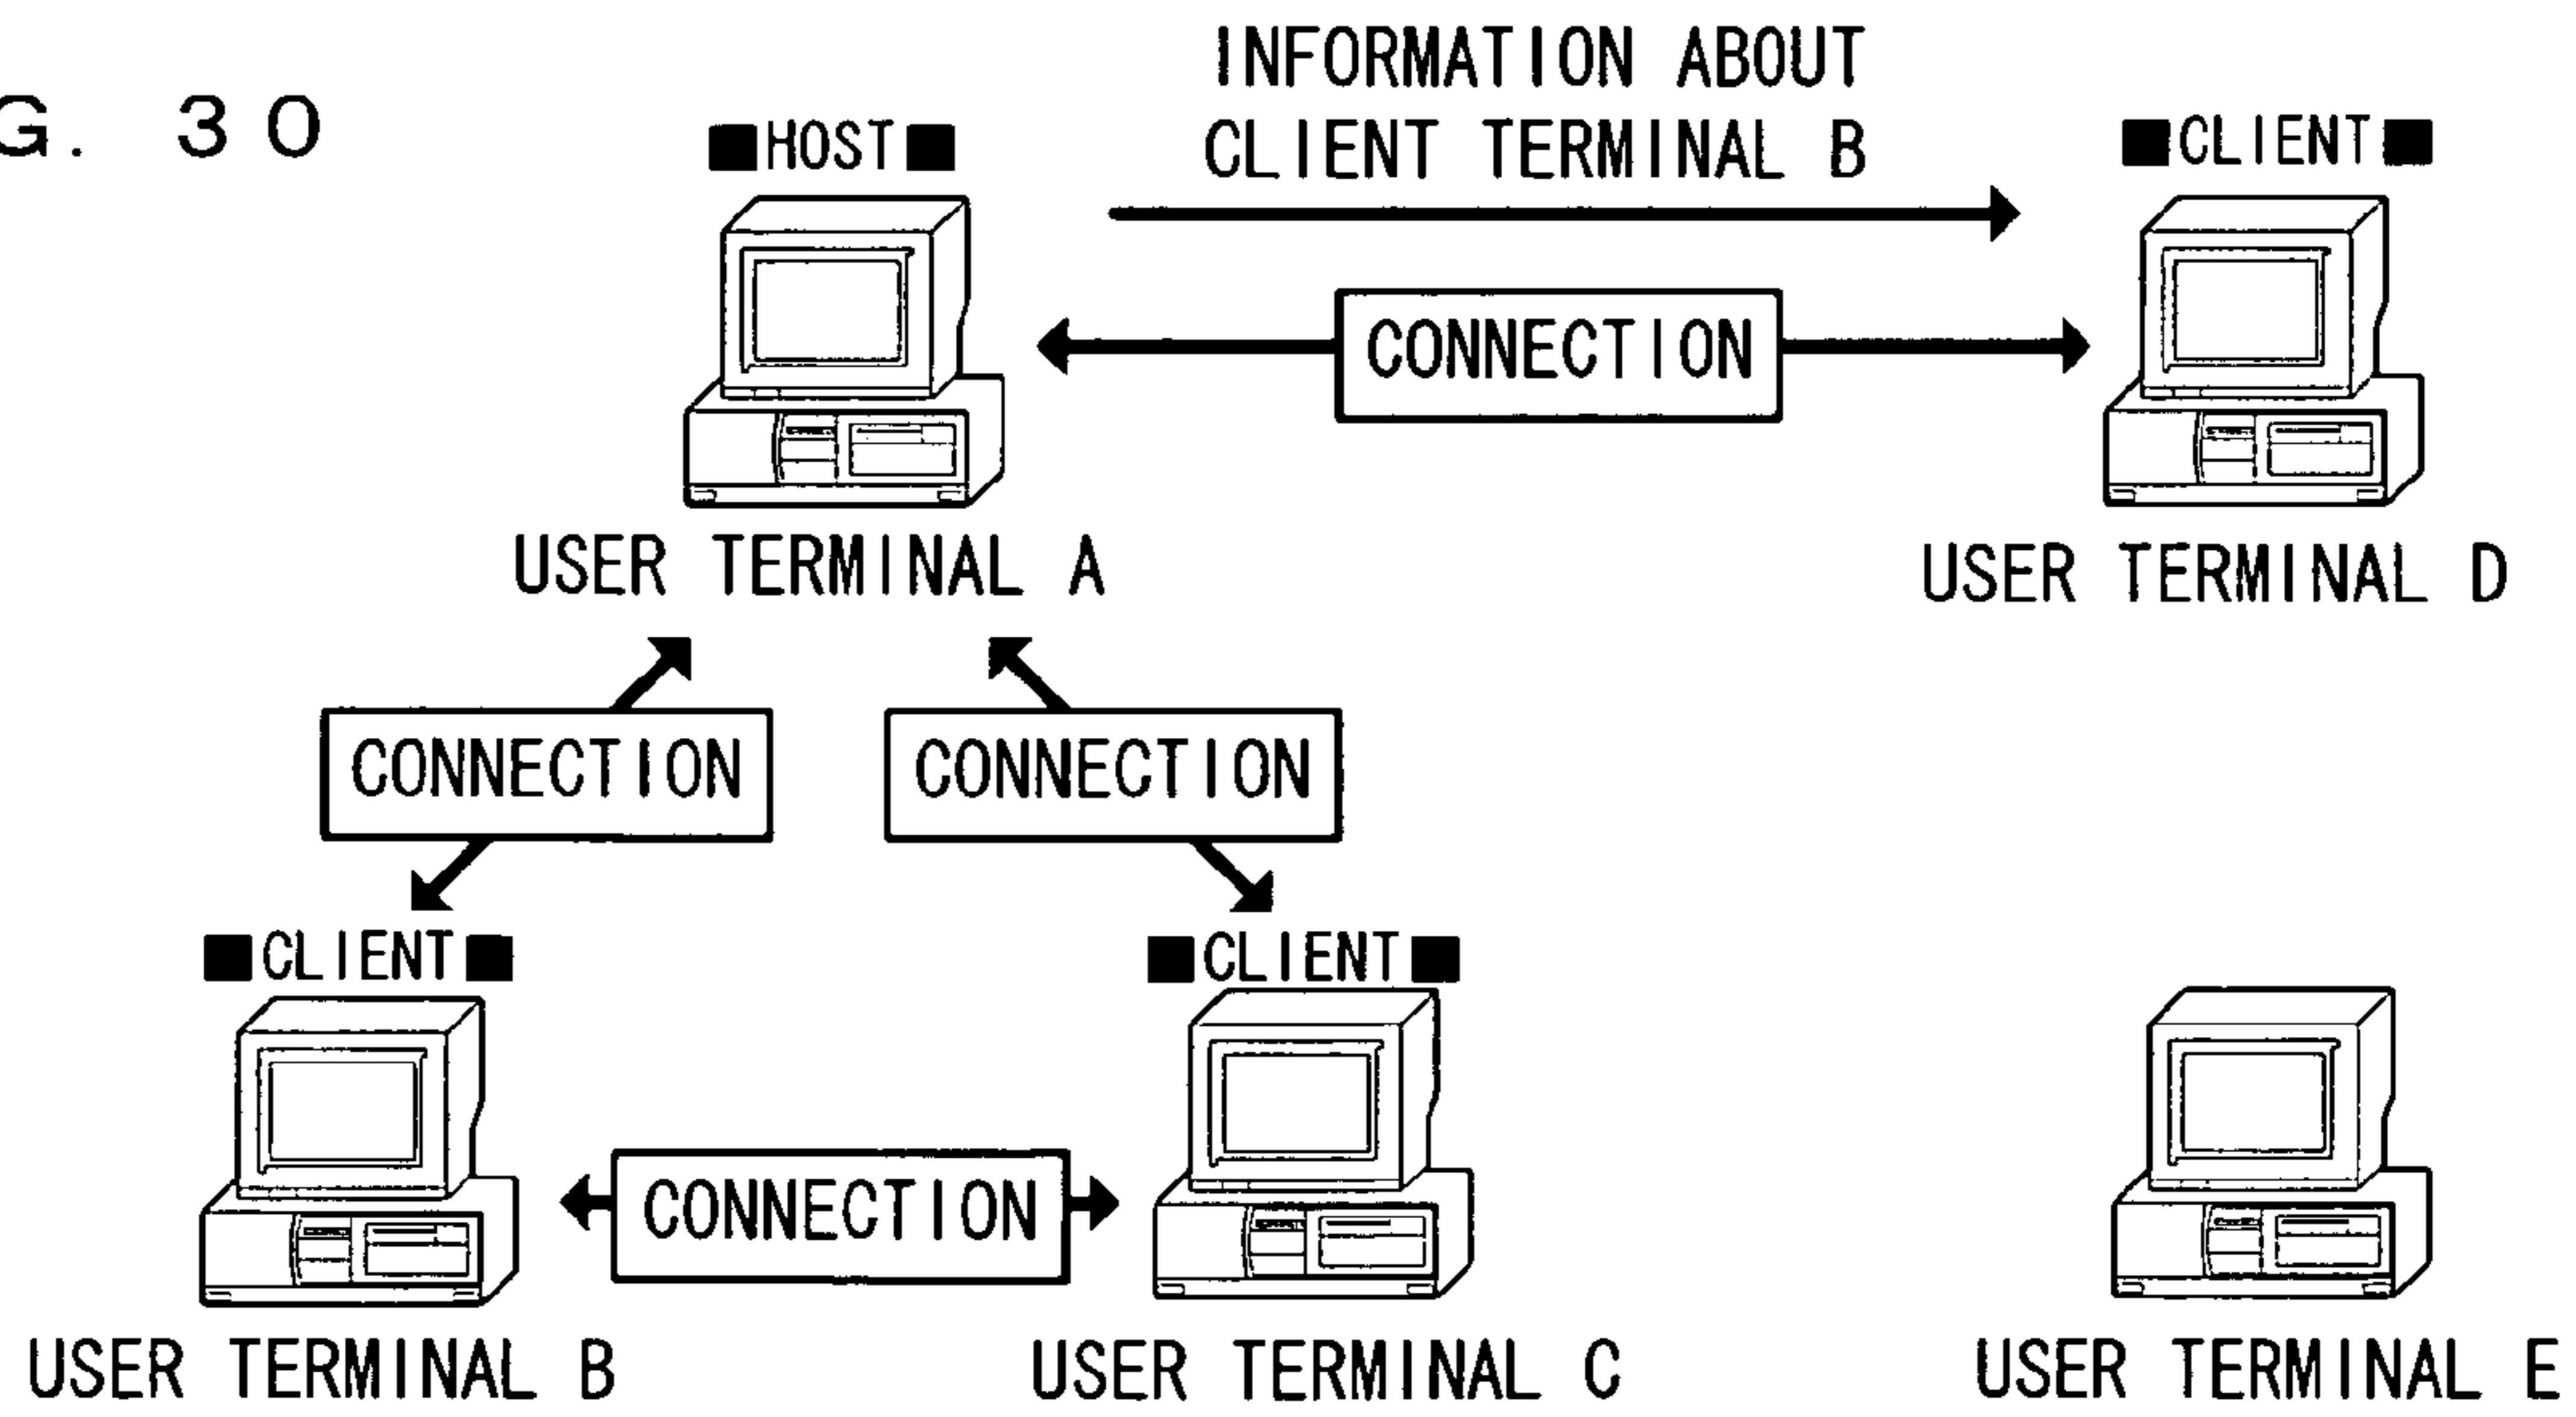 G. 30
INFORMATION ABOUT
CLIENT TERMINAL B
■HOST■
■CLIENT■
CONNECTION
USER TERMINAL A
USER TERMINAL D
CONNECTION
CONNECTION
■CLIENT■
■CLIENT■
CONNECTION
USER TERMINAL B
USER TERMINAL C
USER TERMINAL E